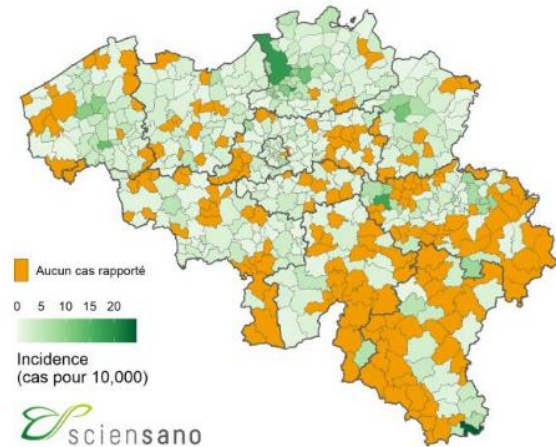 Aucun cas rapporté
0 5 10 15 20
Incidence
(cas pour 10,000)
sciensano